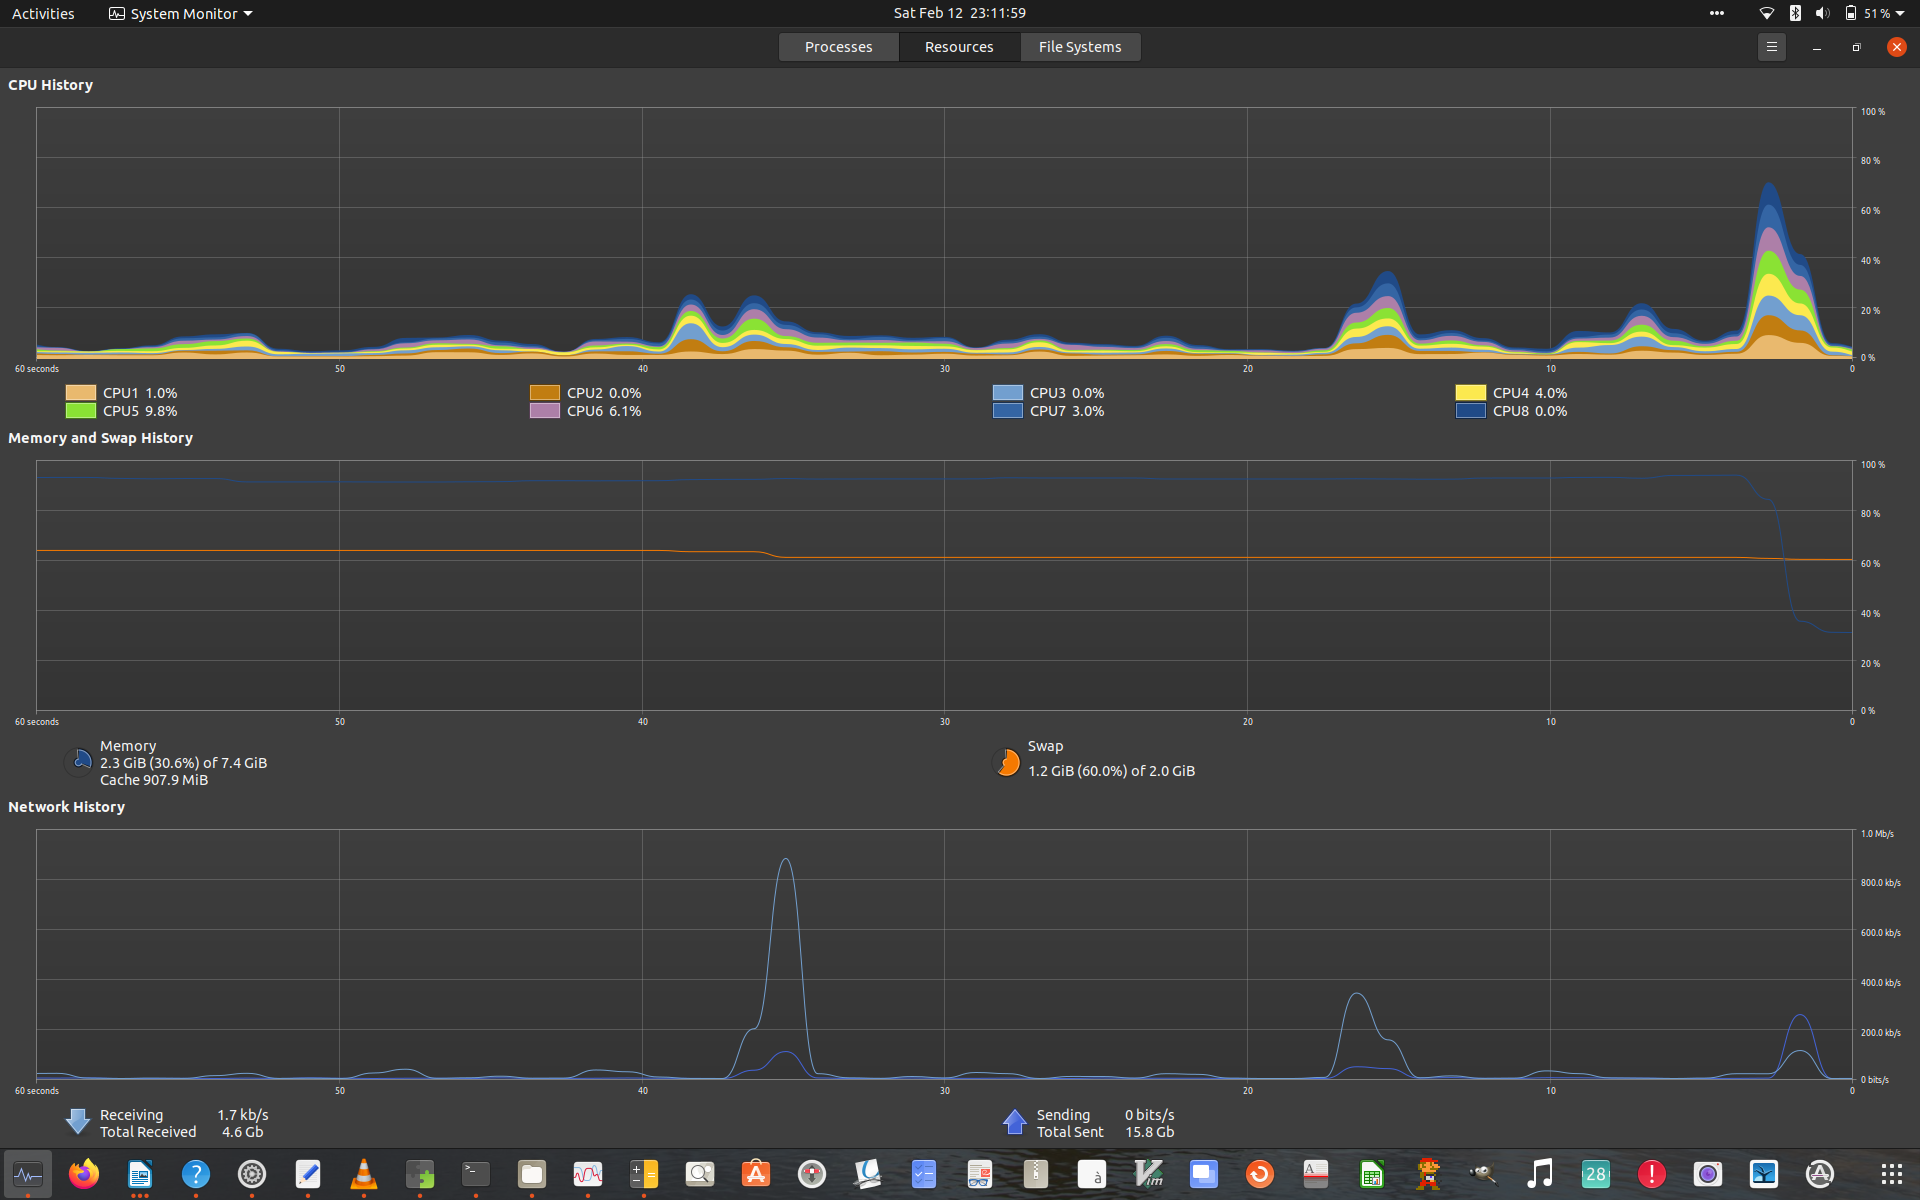 Activities System Monitor Sat Feb 12 23:11:59 51 %
Processes Resources File Systems
CPU History
100 %
80 %
60 %
40 %
20 %
0 %
60 seconds 50 40 30 20 10 0
CPU1 1.0% CPU2 0.0% CPU3 0.0% CPU4 4.0%
CPU5 9.8% CPU6 6.1% CPU7 3.0% CPU8 0.0%
Memory and Swap History
100 %
80 %
60 %
40 %
20 %
0 %
60 seconds 50 40 30 20 10 0
Memory Swap
2.3 GiB (30.6%) of 7.4 GiB 1.2 GiB (60.0%) of 2.0 GiB
Cache 907.9 MiB
Network History
1.0 Mb/s
800.0 kb/s
600.0 kb/s
400.0 kb/s
200.0 kb/s
0 bits/s
60 seconds 50 40 30 20 10 0
Receiving 1.7 kb/s Sending 0 bits/s
Total Received 4.6 Gb Total Sent 15.8 Gb
? >_ A à Vim A 28 ! A